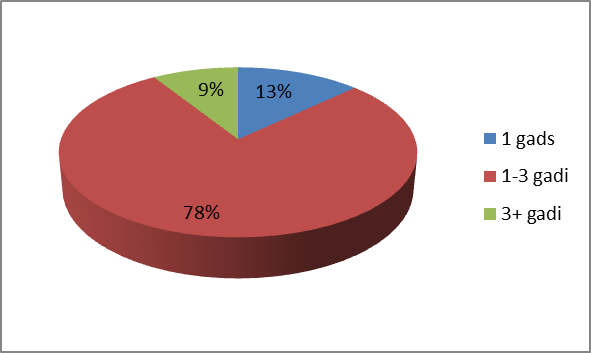 9%
13%
78%
1 gads
1-3 gadi
3+ gadi